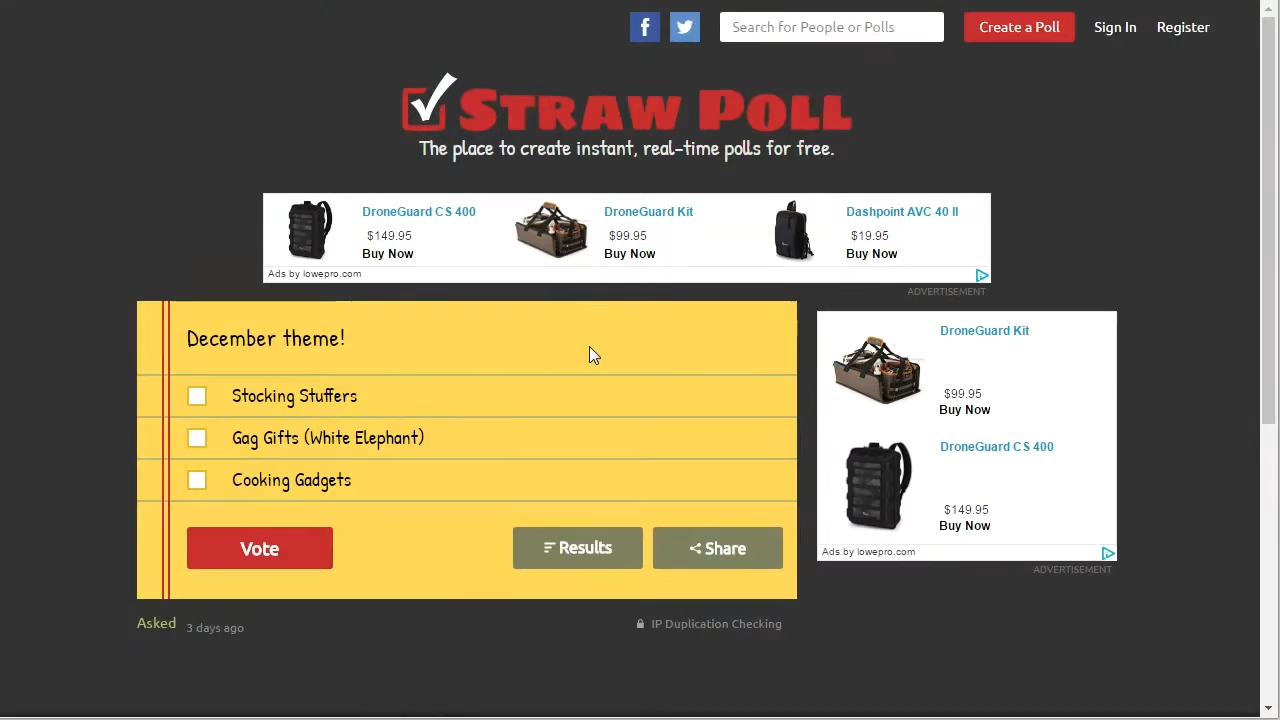 f
Search for People or Polls
Create a Poll
Sign In
Register
STRAW POLL
The place to create instant, real-time polls for free.
DroneGuard CS 400
$149.95
Buy Now
DroneGuard Kit
$99.95
Buy Now
Dashpoint AVC 40 II
$19.95
Buy Now
Ads by lowepro.com
ADVERTISEMENT
December theme!
Stocking Stuffers
Gag Gifts (White Elephant)
Cooking Gadgets
Vote
Results
Share
Asked
3 days ago
IP Duplication Checking
DroneGuard Kit
$99.95
Buy Now
DroneGuard CS 400
$149.95
Buy Now
Ads by lowepro.com
ADVERTISEMENT